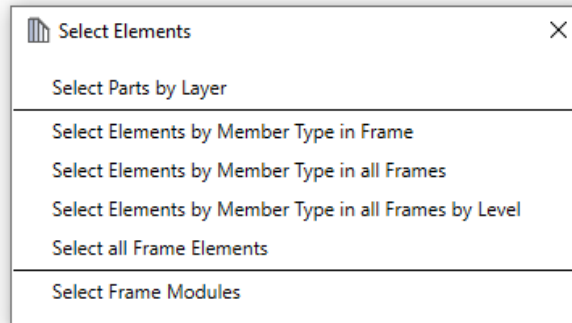 Select Elements
Select Parts by Layer
Select Elements by Member Type in Frame
Select Elements by Member Type in all Frames
Select Elements by Member Type in all Frames by Level
Select all Frame Elements
Select Frame Modules